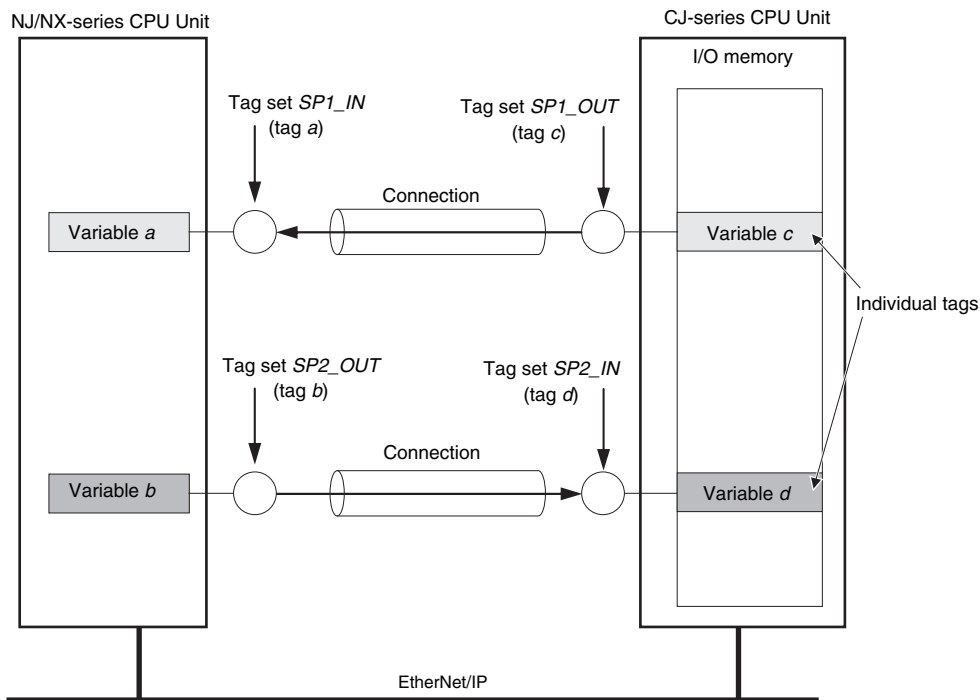 NJ/NX-series CPU Unit
CJ-series CPU Unit
I/O memory
Tag set SP1_IN
(tag a)
Tag set SP1_OUT
(tag c)
Connection
Variable a
Variable c
Individual tags
Tag set SP2_OUT
(tag b)
Tag set SP2_IN
(tag d)
Connection
Variable b
Variable d
EtherNet/IP